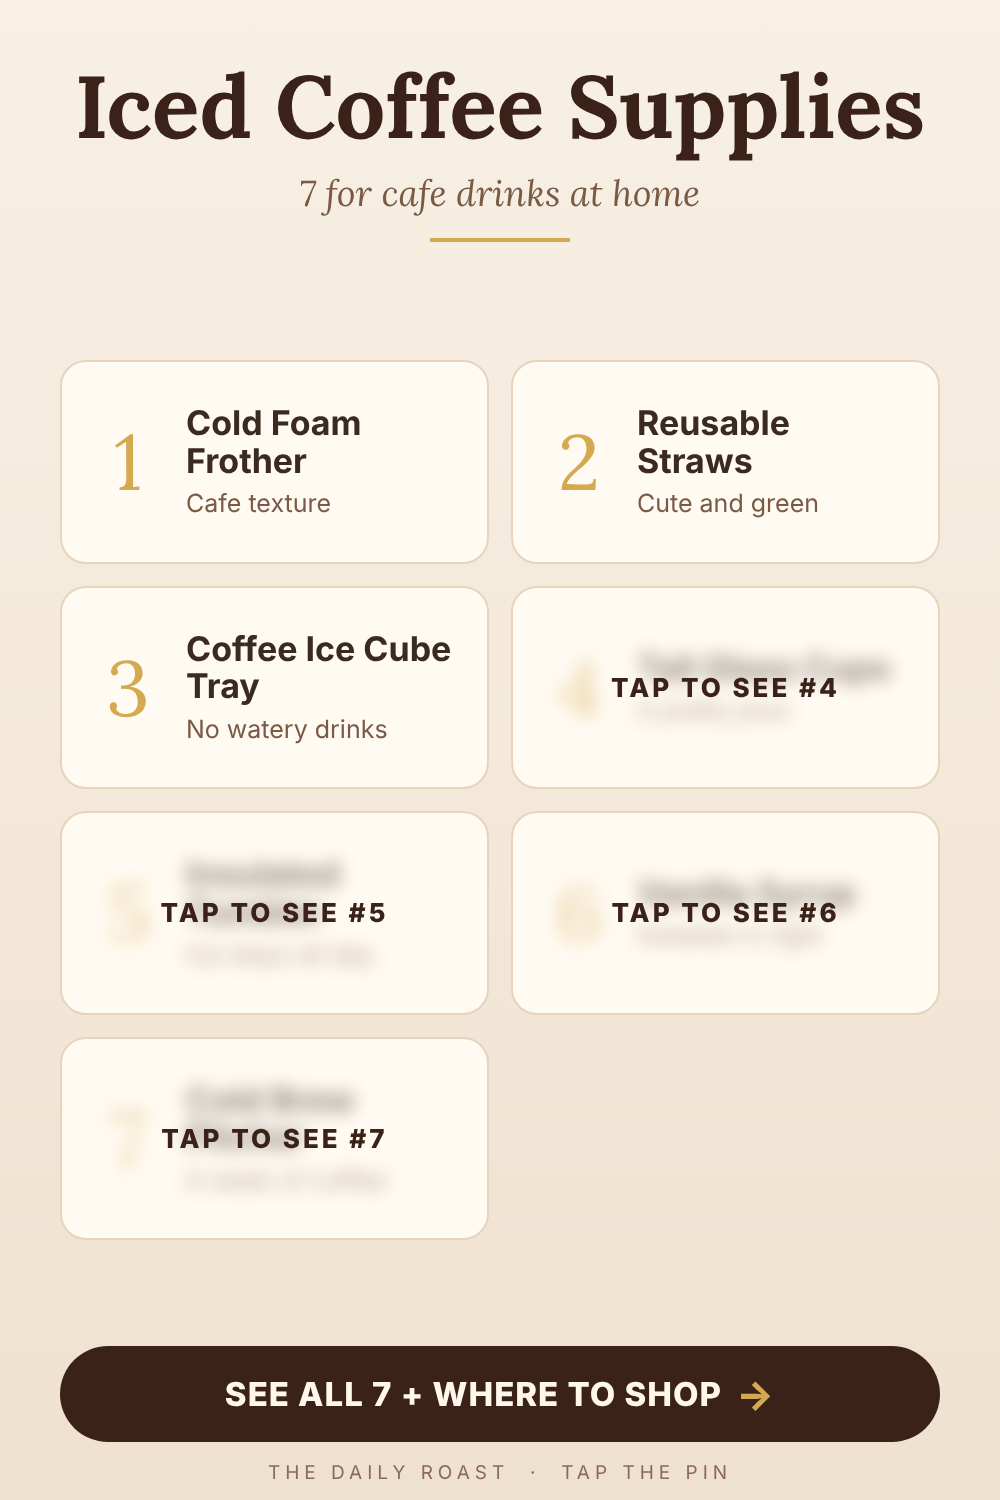 Iced Coffee Supplies
7 for cafe drinks at home
1
Cold Foam
Frother
Cafe texture
2
Reusable
Straws
Cute and green
3
Coffee Ice Cube
Tray
No watery drinks
TAP TO SEE #4
TAP TO SEE #5
TAP TO SEE #6
TAP TO SEE #7
SEE ALL 7 + WHERE TO SHOP →
THE DAILY ROAST · TAP THE PIN